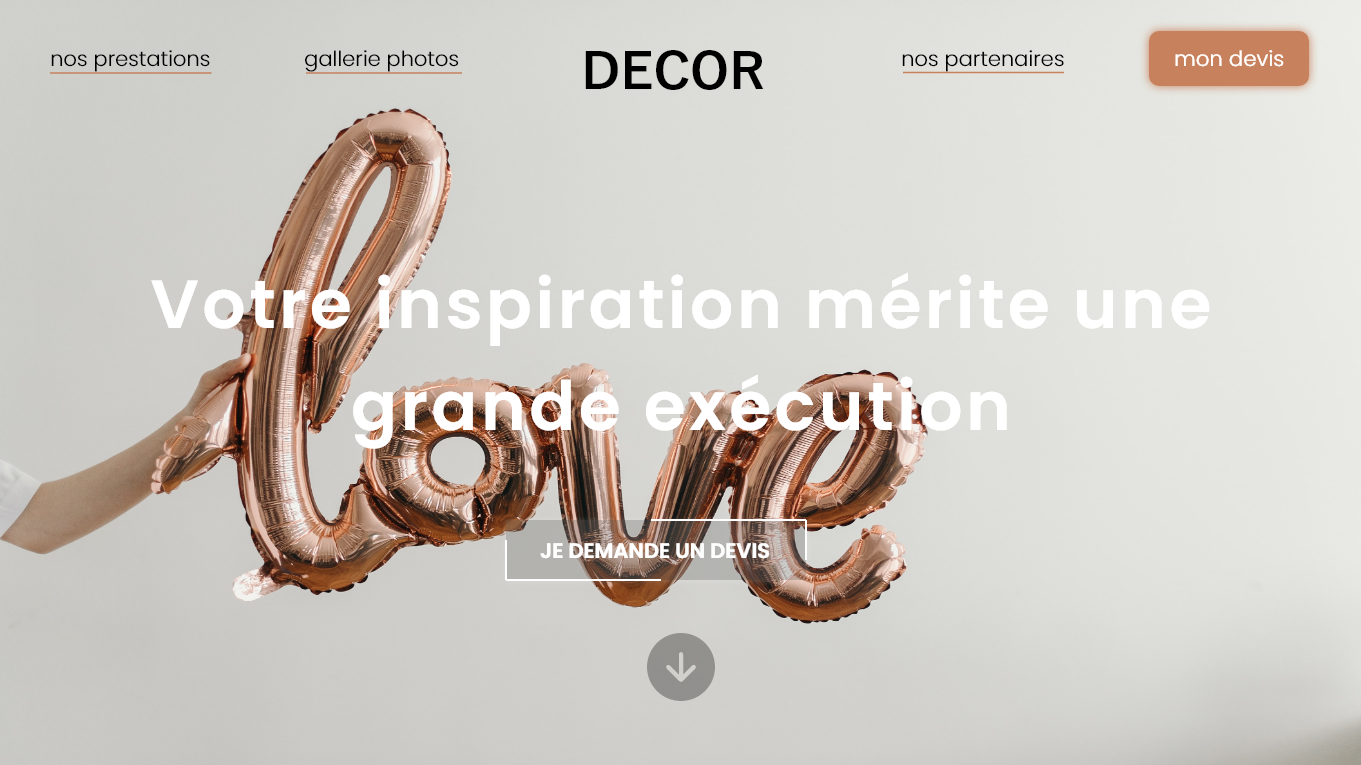 nos prestations
gallerie photos
DECOR
nos partenaires
mon devis
love
Votre inspiration mérite une
grande exécution
JE DEMANDE UN DEVIS